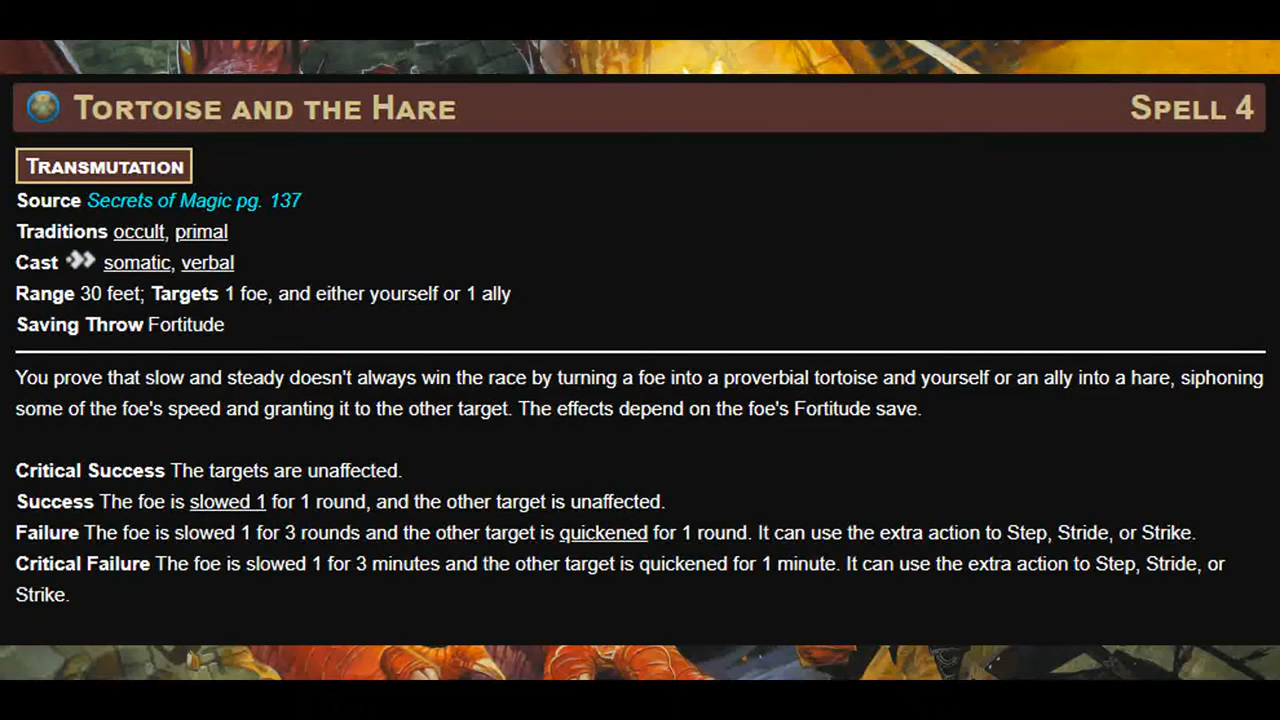 Tortoise and the Hare Spell 4
Transmutation
Source Secrets of Magic pg. 137
Traditions occult, primal
Cast somatic, verbal
Range 30 feet; Targets 1 foe, and either yourself or 1 ally
Saving Throw Fortitude
You prove that slow and steady doesn't always win the race by turning a foe into a proverbial tortoise and yourself or an ally into a hare, siphoning
some of the foe's speed and granting it to the other target. The effects depend on the foe's Fortitude save.
Critical Success The targets are unaffected.
Success The foe is slowed 1 for 1 round, and the other target is unaffected.
Failure The foe is slowed 1 for 3 rounds and the other target is quickened for 1 round. It can use the extra action to Step, Stride, or Strike.
Critical Failure The foe is slowed 1 for 3 minutes and the other target is quickened for 1 minute. It can use the extra action to Step, Stride, or
Strike.